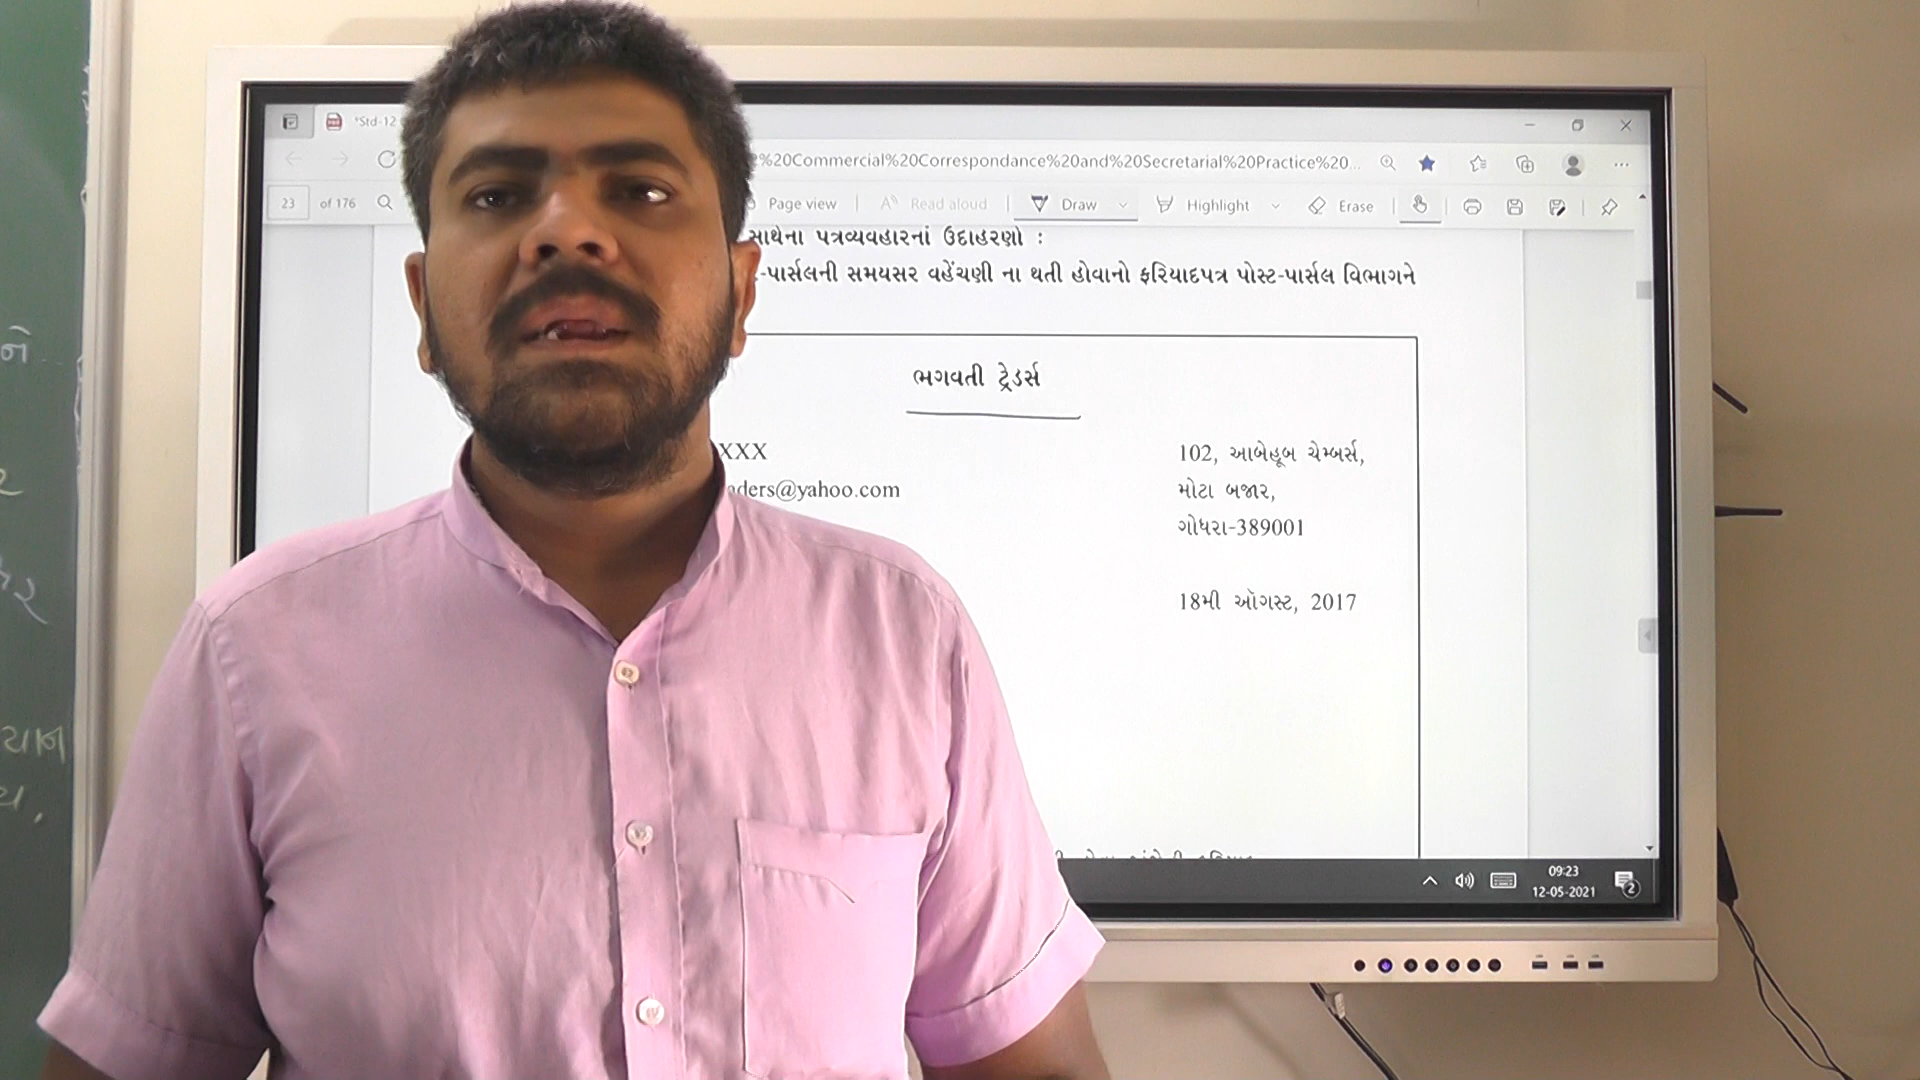 *Std-12
%20Commercial%20Correspondance%20and%20Secretarial%20Practice%20...
23 of 176 Page view Read aloud Draw Highlight Erase
સાથેના પત્રવ્યવહારનાં ઉદાહરણો :
-પાર્સલની સમયસર વહેંચણી ના થતી હોવાનો ફરિયાદપત્ર પોસ્ટ-પાર્સલ વિભાગને
ભગવતી ટ્રેડર્સ
XXX 102, આબેહૂબ ચેમ્બર્સ,
aders@yahoo.com મોટા બજાર,
ગોધરા-389001
18મી ઑગસ્ટ, 2017
09:23
12-05-2021
2